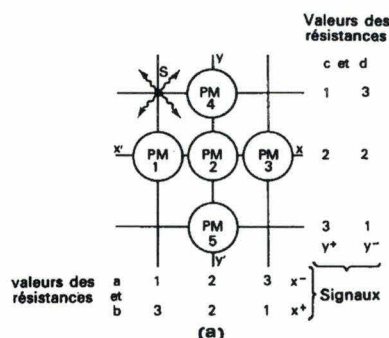 Valeurs des
résistances
c et d
y
S
PM
4
1 3
x' PM
1
PM
2
PM
3
x 2 2
PM
5
3 1
y+ y-
y'
valeurs des
résistances
a 1 2 3 x-
et
b 3 2 1 x+
Signaux
(a)